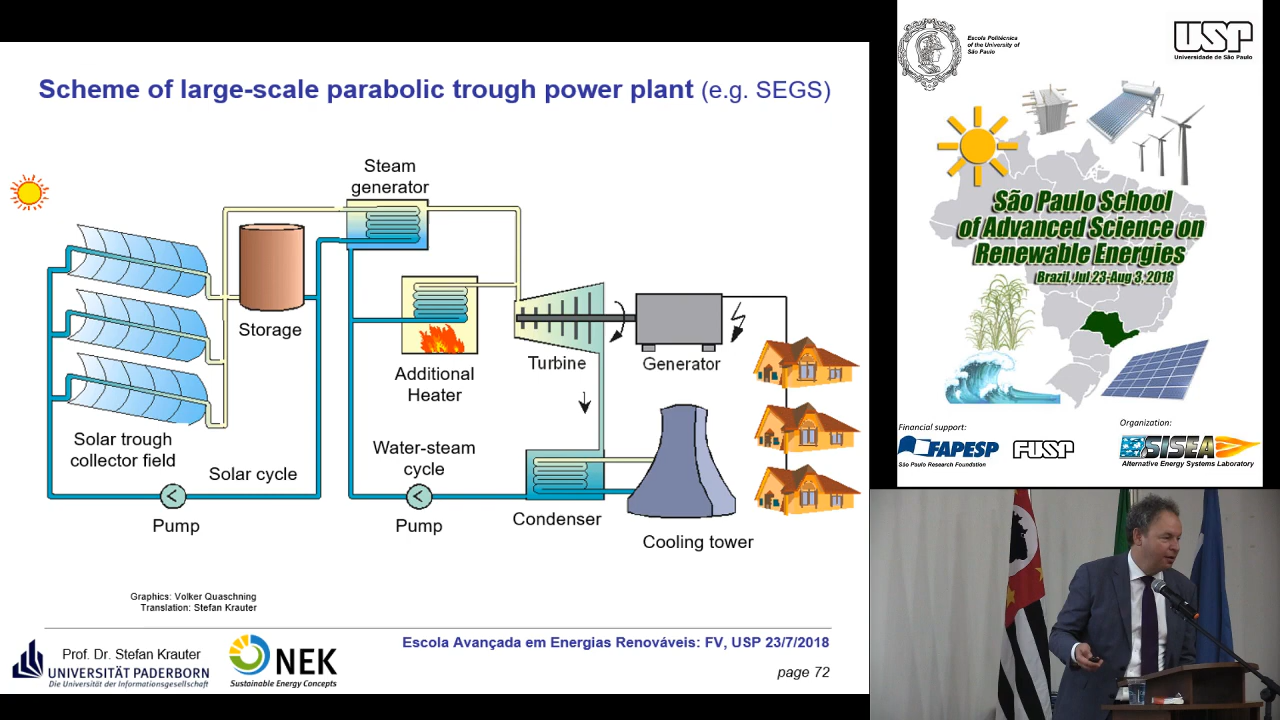 Scheme of large-scale parabolic trough power plant (e.g. SEGS)
Steam
generator
Storage
Additional
Heater
Turbine
Generator
Solar trough
collector field
Solar cycle
Water-steam
cycle
Pump
Pump
Condenser
Cooling tower
Graphics: Volker Quaschning
Translation: Stefan Krauter
Prof. Dr. Stefan Krauter
UNIVERSITÄT PADERBORN
Die Universität der Informationsgesellschaft
NEK
Sustainable Energy Concepts
Escola Avançada em Energias Renováveis: FV, USP 23/7/2018
page 72
Escola Politécnica
of the University of
São Paulo
USP
Universidade de São Paulo
São Paulo School
of Advanced Science on
Renewable Energies
Brazil, Jul 23-Aug 3, 2018
Financial support:
FAPESP
São Paulo Research Foundation
FUSP
Organization:
SISEA
Alternative Energy Systems Laboratory